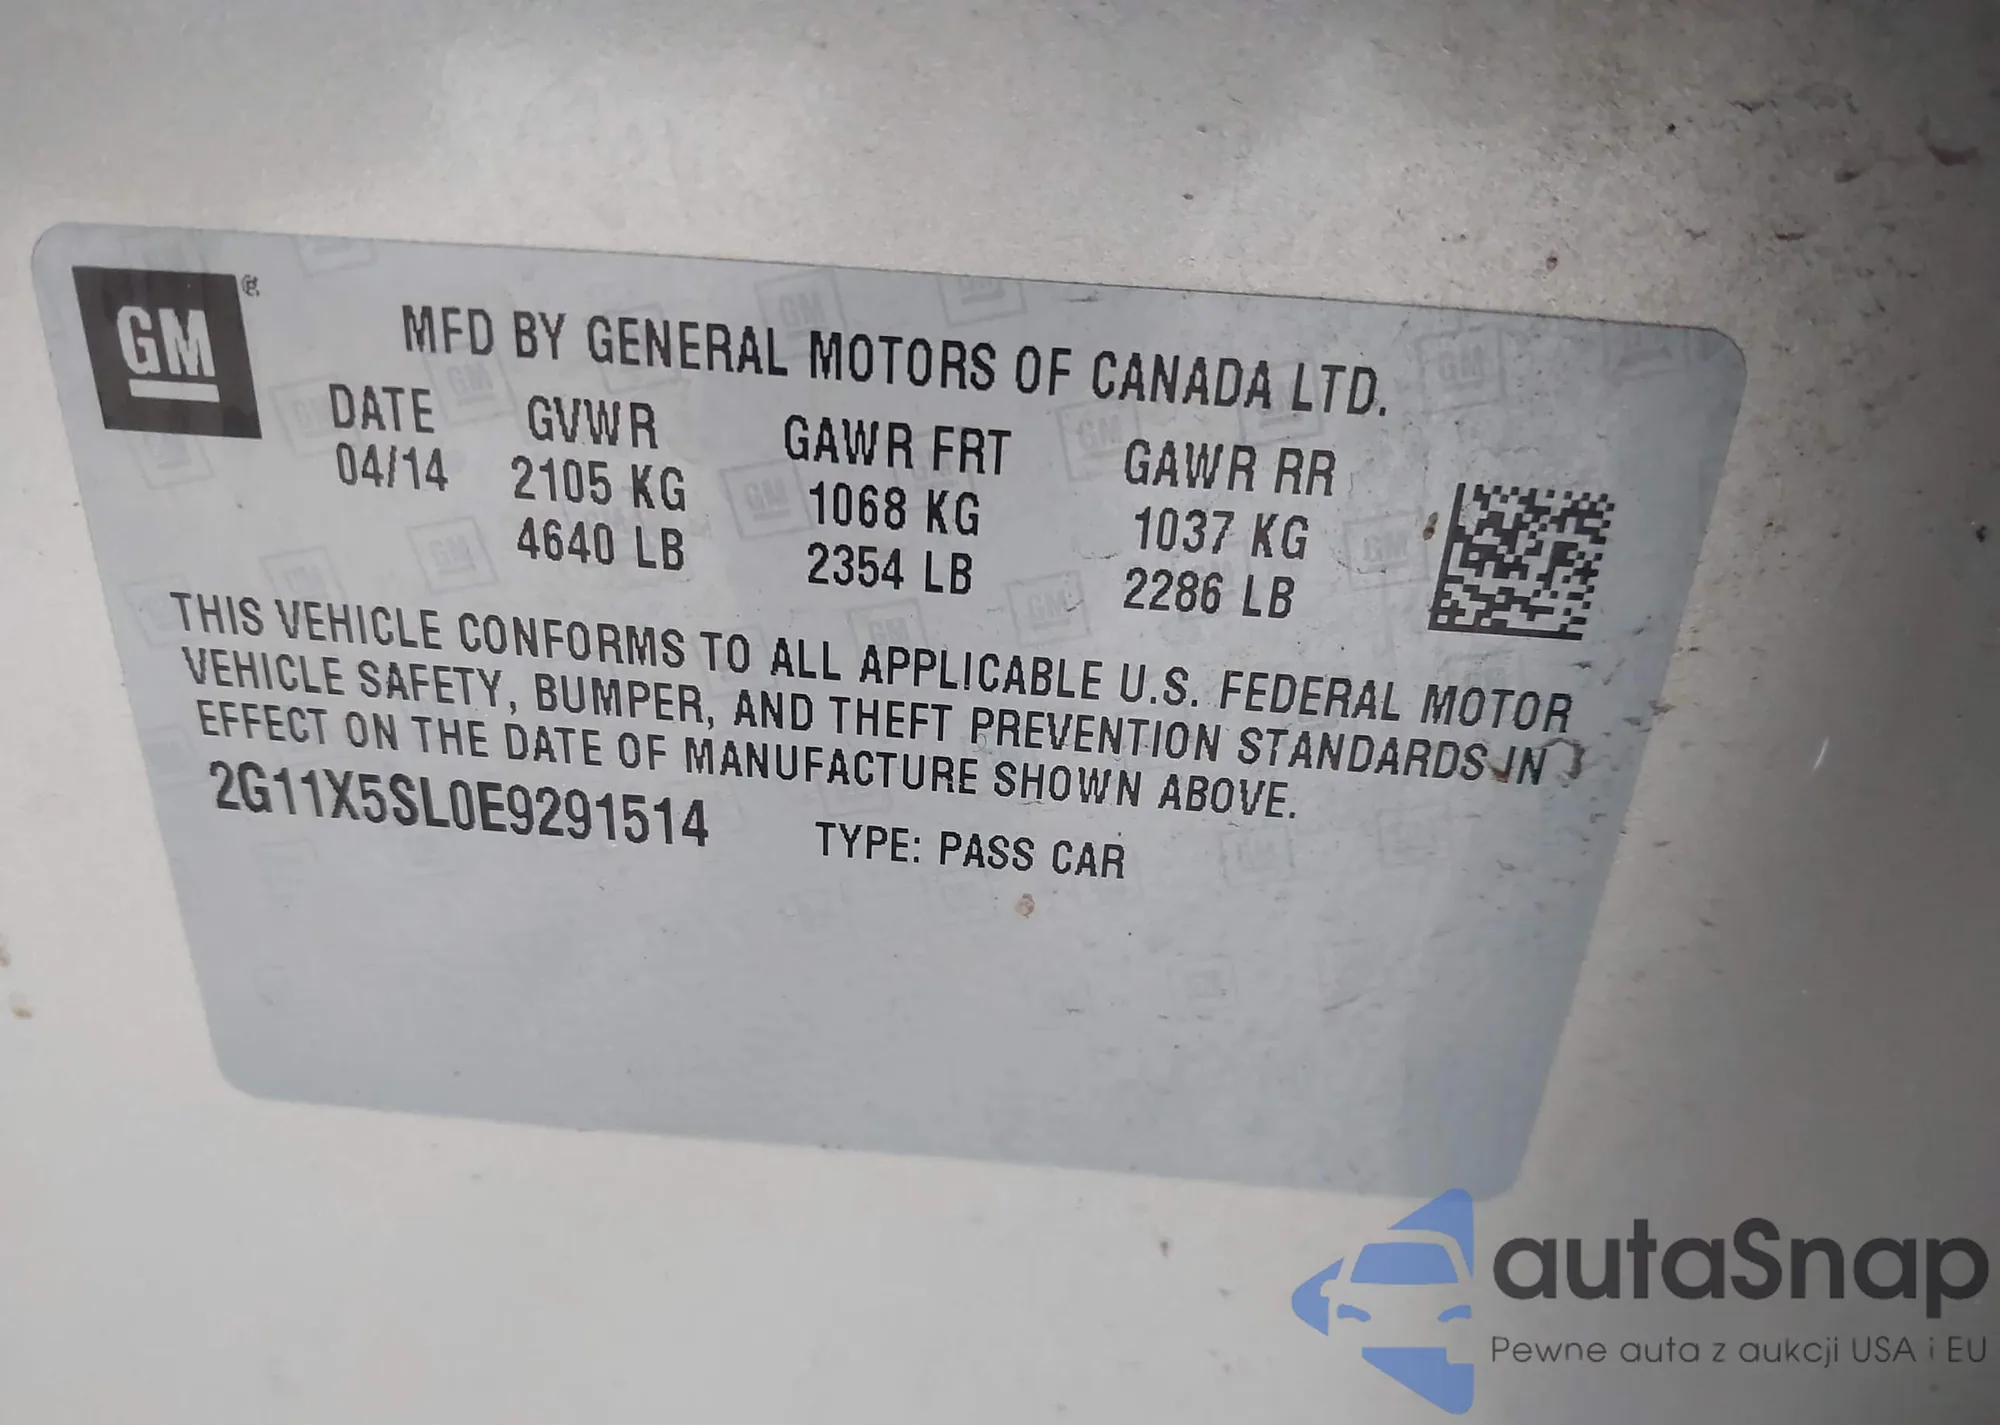 GM
MFD BY GENERAL MOTORS OF CANADA LTD.
DATE GVWR GAWR FRT GAWR RR
04/14 2105 KG 1068 KG 1037 KG
4640 LB 2354 LB 2286 LB
THIS VEHICLE CONFORMS TO ALL APPLICABLE U.S. FEDERAL MOTOR
VEHICLE SAFETY, BUMPER, AND THEFT PREVENTION STANDARDS IN
EFFECT ON THE DATE OF MANUFACTURE SHOWN ABOVE.
2G11X5SL0E9291514 TYPE: PASS CAR
autaSnap
Pewne auta z aukcji USA i EU